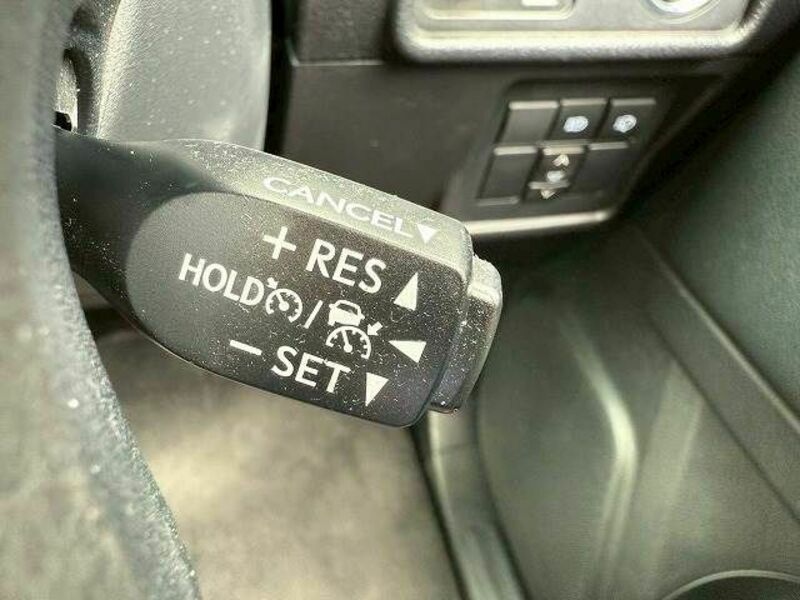 CANCEL▼
+ RES ▲
HOLD / ◀
− SET ▼